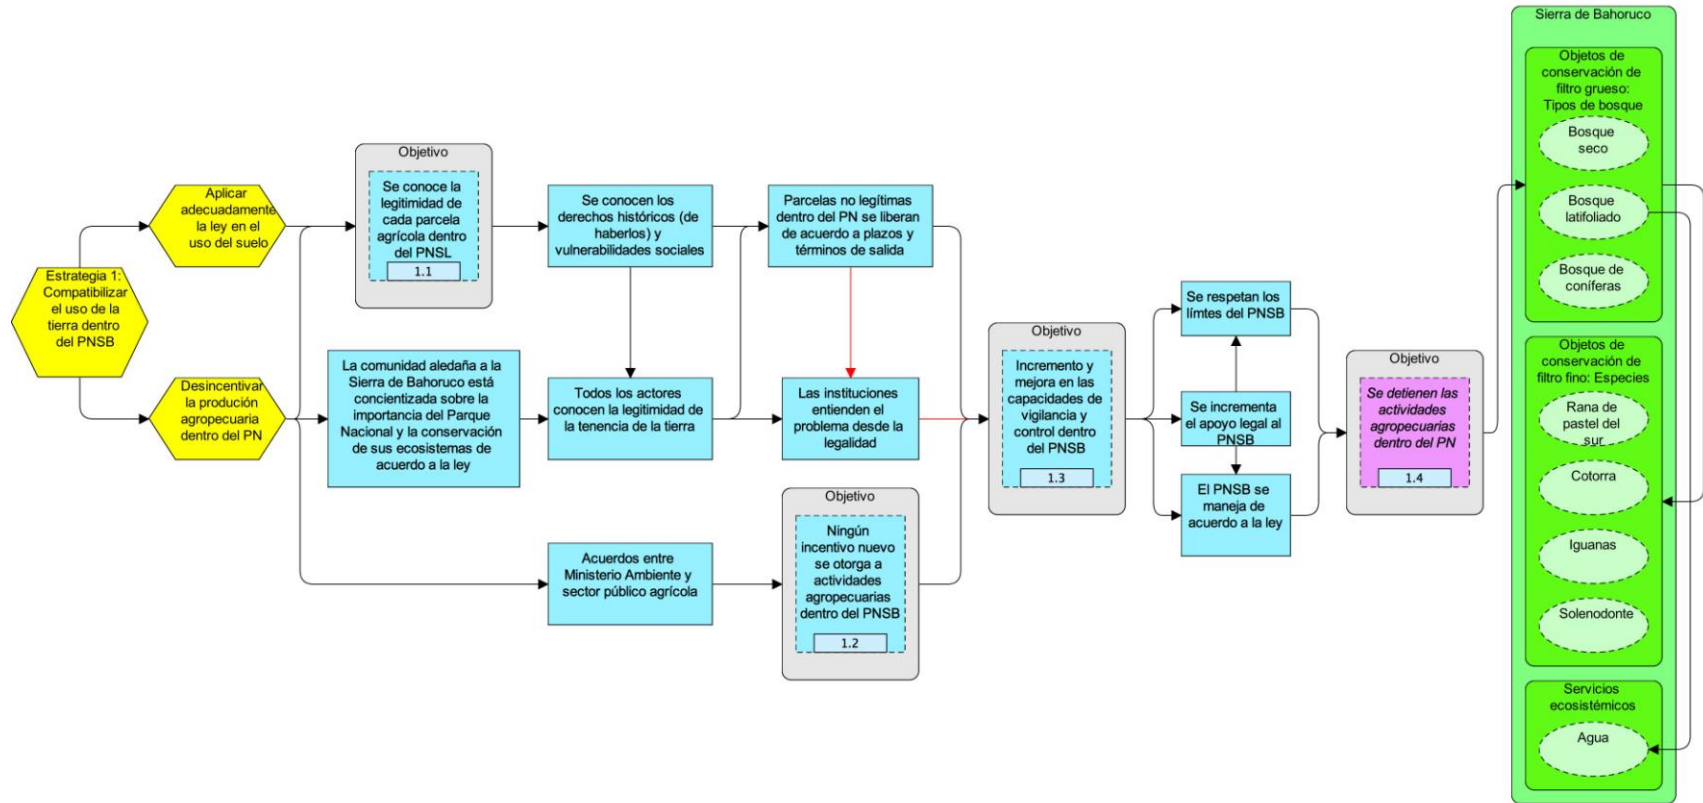 Estrategia 1:
Compatibilizar
el uso de la
tierra dentro
del PNSB
Aplicar
adecuadamente
la ley en el
uso del suelo
Desincentivar
la produción
agropecuaria
dentro del PN
Objetivo
Se conoce la
legitimidad de
cada parcela
agrícola dentro
del PNSL
1.1
La comunidad aledaña a la
Sierra de Bahoruco está
concientizada sobre la
importancia del Parque
Nacional y la conservación
de sus ecosistemas de
acuerdo a la ley
Se conocen los
derechos históricos (de
haberlos) y
vulnerabilidades sociales
Todos los actores
conocen la legitimidad de
la tenencia de la tierra
Acuerdos entre
Ministerio Ambiente y
sector público agrícola
Parcelas no legítimas
dentro del PN se liberan
de acuerdo a plazos y
términos de salida
Las instituciones
entienden el
problema desde la
legalidad
Objetivo
Ningún
incentivo nuevo
se otorga a
actividades
agropecuarias
dentro del PNSB
1.2
Objetivo
Incremento y
mejora en las
capacidades de
vigilancia y
control dentro
del PNSB
1.3
Se respetan los
límtes del PNSB
Se incrementa
el apoyo legal al
PNSB
El PNSB se
maneja de
acuerdo a la ley
Objetivo
Se detienen las
actividades
agropecuarias
dentro del PN
1.4
Sierra de Bahoruco
Objetos de
conservación de
filtro grueso:
Tipos de bosque
Bosque
seco
Bosque
latifoliado
Bosque de
coníferas
Objetos de
conservación de
filtro fino: Especies
Rana de
pastel del
sur
Cotorra
Iguanas
Solenodonte
Servicios
ecosistémicos
Agua